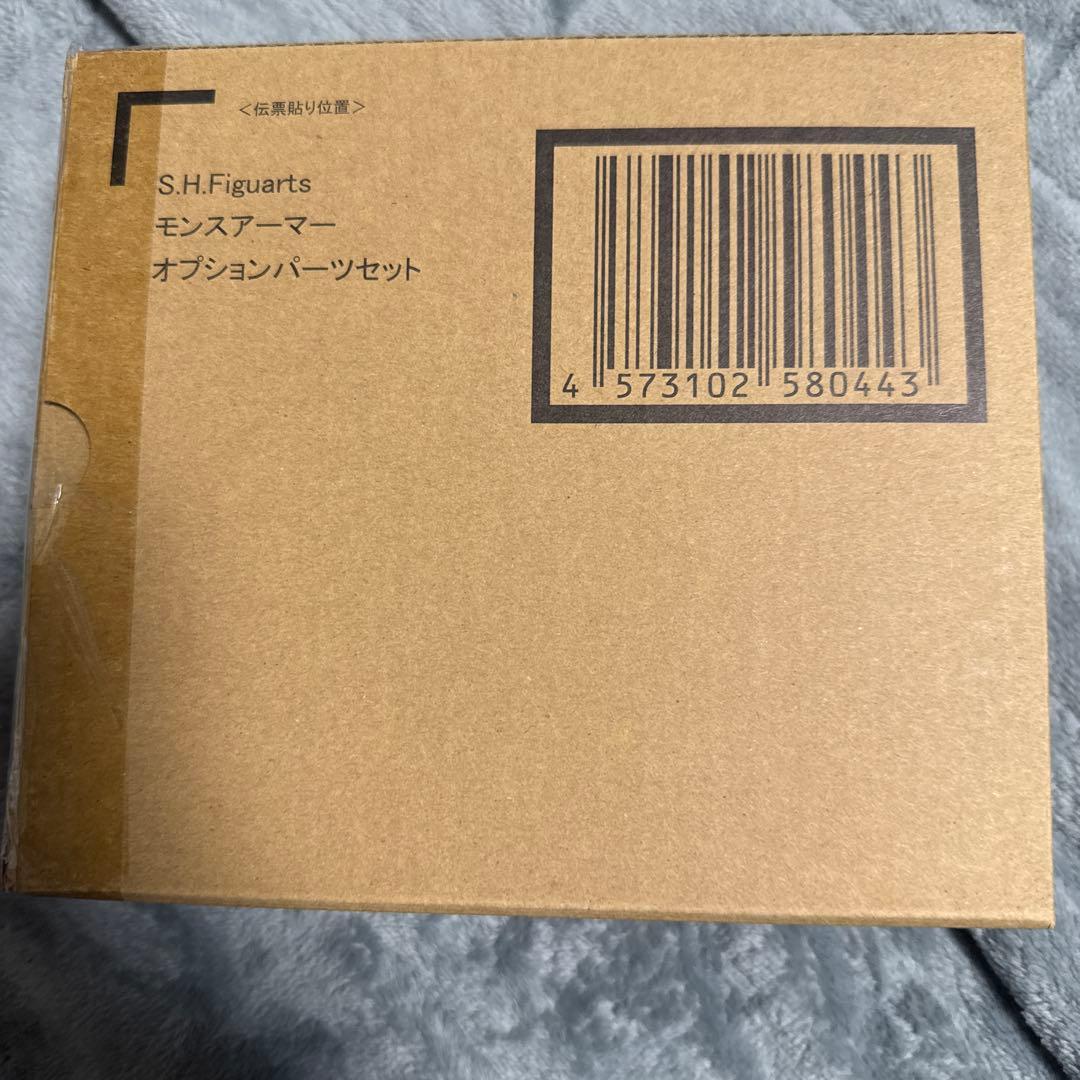 ＜伝票貼り位置＞
S.H.Figuarts
モンスアーマー
オプションパーツセット
4 573102 580443